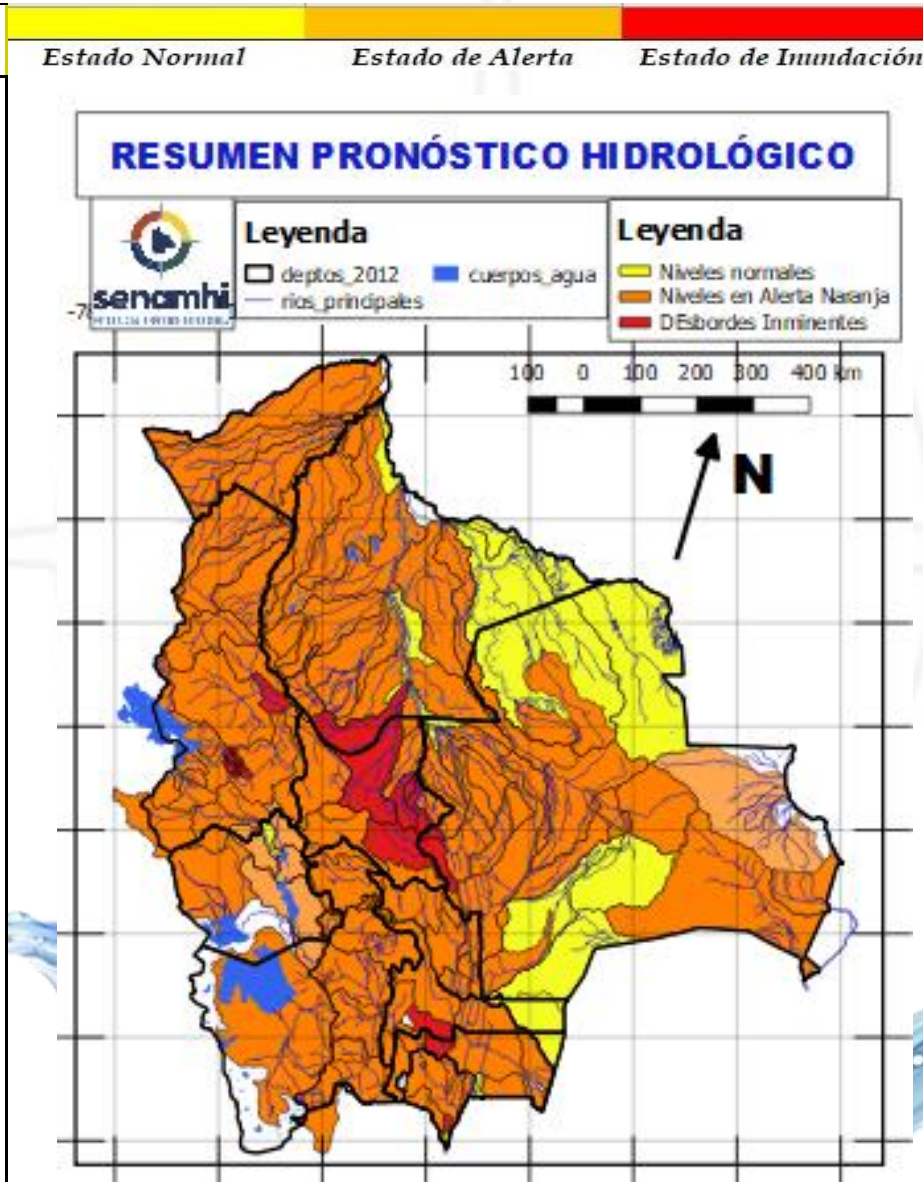 Estado Normal Estado de Alerta Estado de Inundación
RESUMEN PRONÓSTICO HIDROLÓGICO
senamhi
Leyenda
deptos_2012 cuerpos_agua
rios_principales
Leyenda
Niveles normales
Niveles en Alerta Naranja
DEsbordes Inminentes
100 0 100 200 300 400 km
N